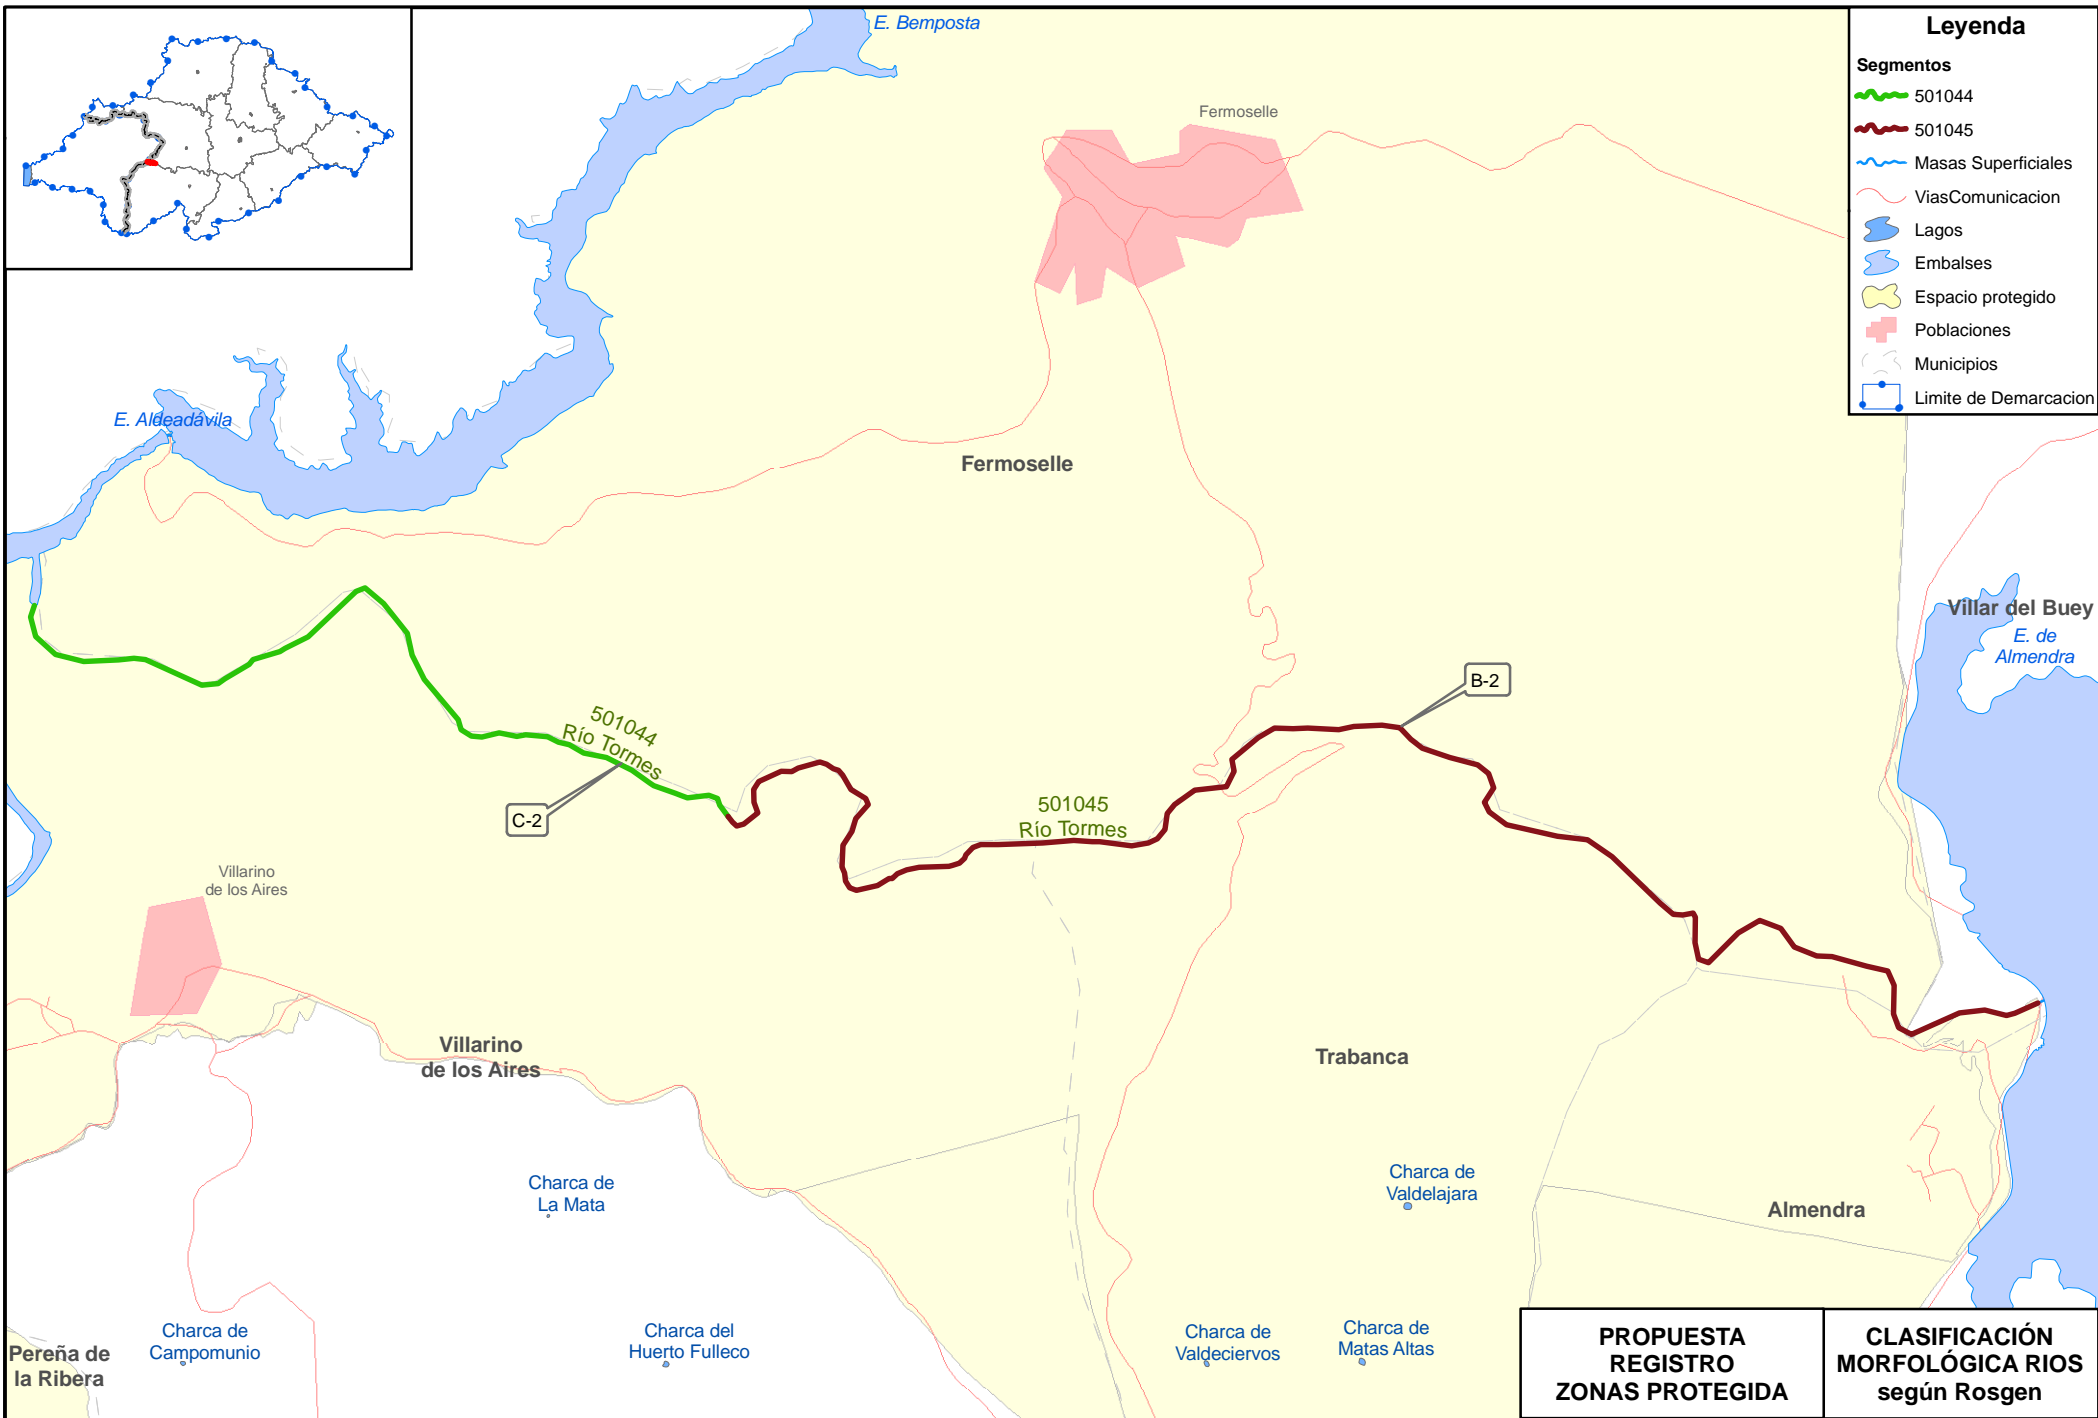 E. Bemposta
Leyenda
Segmentos
501044
501045
Masas Superficiales
ViasComunicacion
Lagos
Embalses
Espacio protegido
Poblaciones
Municipios
Limite de Demarcacion
Fermoselle
E. Aldeadávila
Fermoselle
Villar del Buey
E. de
Almendra
B-2
501044
Río Tormes
C-2
501045
Río Tormes
Villarino
de los Aires
Villarino
de los Aires
Trabanca
Charca de
La Mata
Charca de
Valdelajara
Almendra
Charca de
Campomunio
Charca del
Huerto Fulleco
Charca de
Valdeciervos
Charca de
Matas Altas
Pereña de
la Ribera
PROPUESTA
REGISTRO
ZONAS PROTEGIDA
CLASIFICACIÓN
MORFOLÓGICA RIOS
según Rosgen